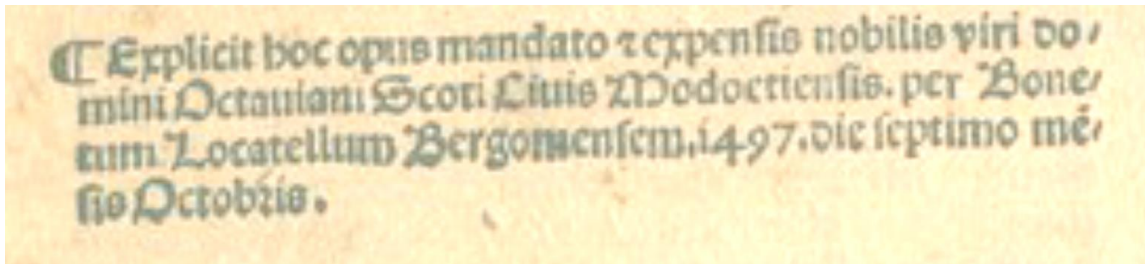 ¶ Explicit hoc opus mandato ⁊ expensis nobilis viri do/
mini Octauiani Scoti Ciuis Modoetiensis. per Bone/
tum Locatellum Bergomensem. 1497. die septimo mē/
sis Octobris.